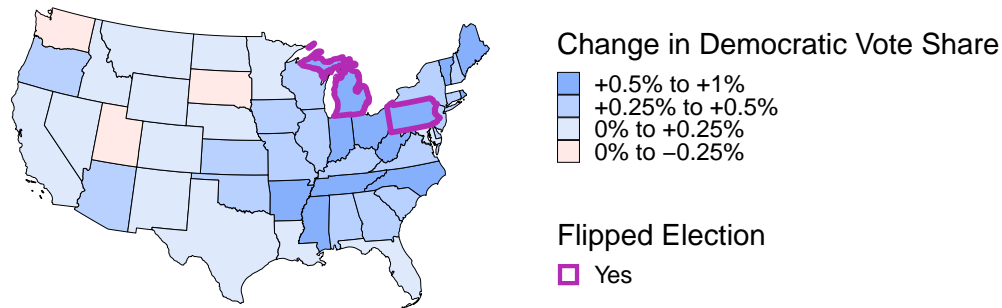 Change in Democratic Vote Share
+0.5% to +1%
+0.25% to +0.5%
0% to +0.25%
0% to −0.25%
Flipped Election
Yes